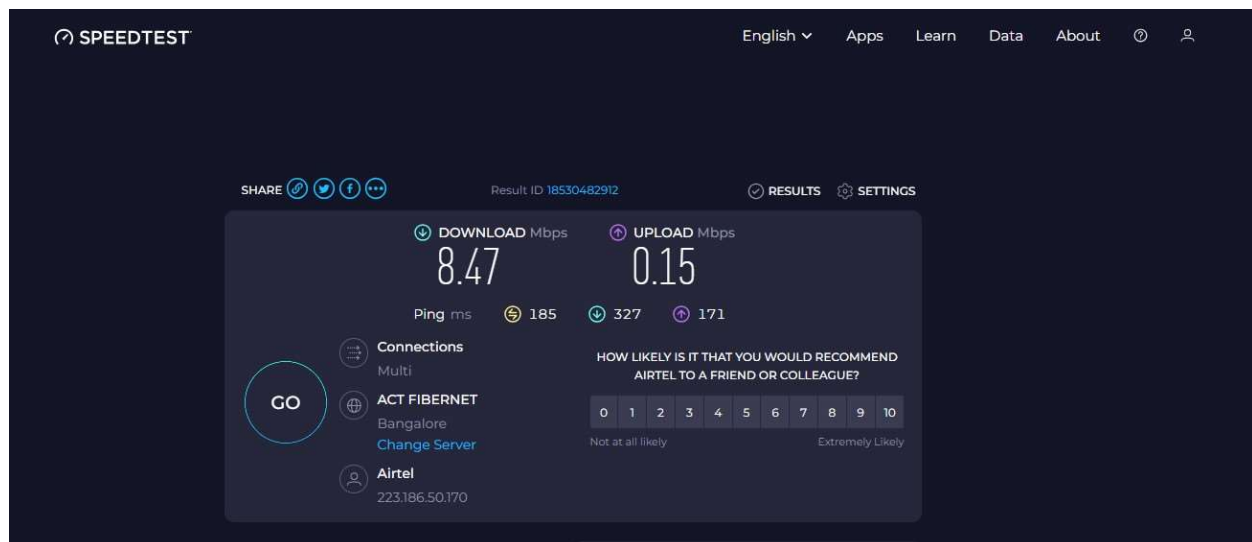 SPEEDTEST
English Apps Learn Data About
SHARE Result ID 18530482912 RESULTS SETTINGS
DOWNLOAD Mbps UPLOAD Mbps
8.47 0.15
Ping ms 185 327 171
GO
Connections
Multi
ACT FIBERNET
Bangalore
Change Server
Airtel
223.186.50.170
HOW LIKELY IS IT THAT YOU WOULD RECOMMEND
AIRTEL TO A FRIEND OR COLLEAGUE?
0 1 2 3 4 5 6 7 8 9 10
Not at all likely Extremely Likely